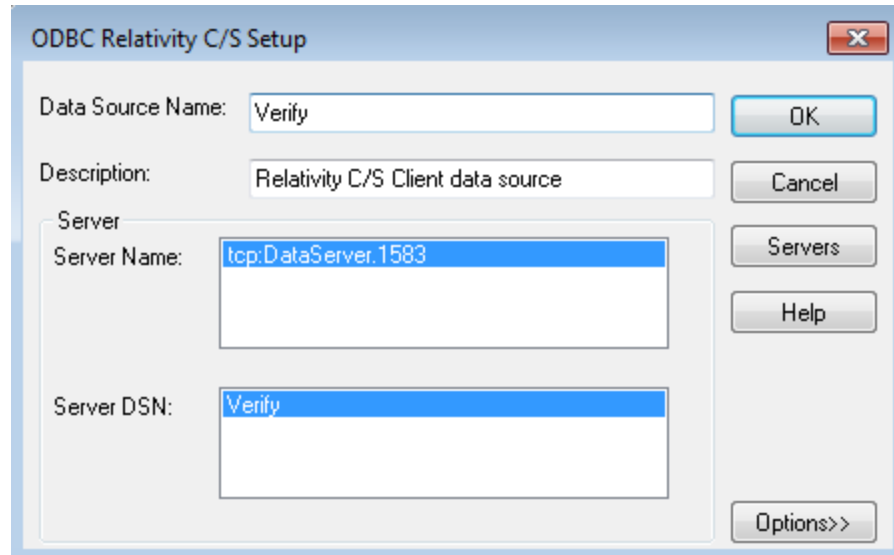 ODBC Relativity C/S Setup
Data Source Name: Verify OK
Description: Relativity C/S Client data source Cancel
Server
Server Name: tcp:DataServer.1583 Servers
Help
Server DSN: Verify
Options>>